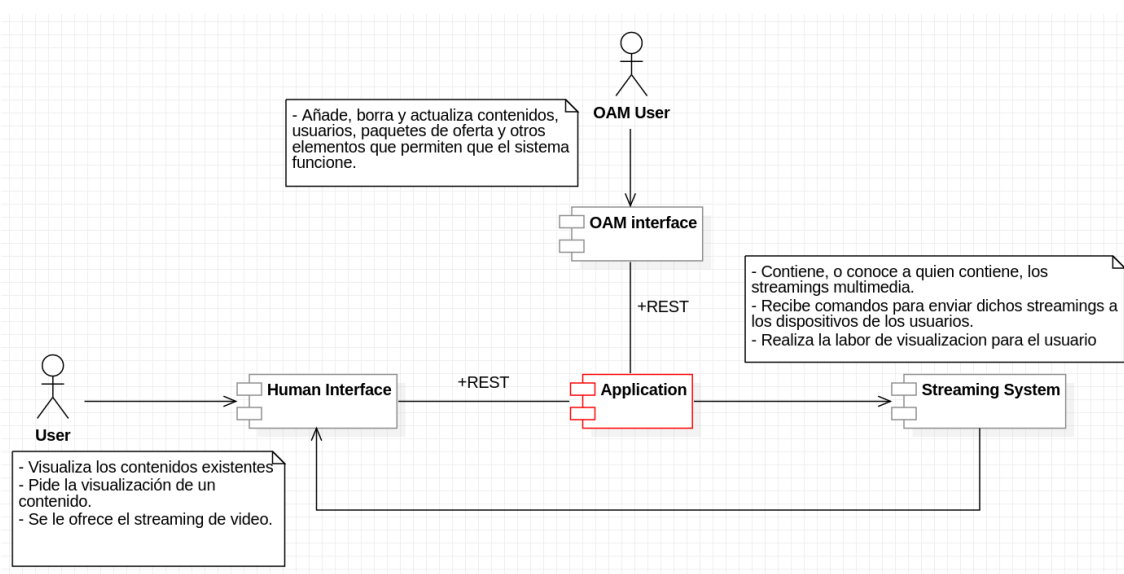 OAM User
- Añade, borra y actualiza contenidos,
usuarios, paquetes de oferta y otros
elementos que permiten que el sistema
funcione.
OAM interface
- Contiene, o conoce a quien contiene, los
streamings multimedia.
- Recibe comandos para enviar dichos streamings a
los dispositivos de los usuarios.
- Realiza la labor de visualizacion para el usuario
+REST
User
Human Interface
+REST
Application
Streaming System
- Visualiza los contenidos existentes
- Pide la visualización de un
contenido.
- Se le ofrece el streaming de video.